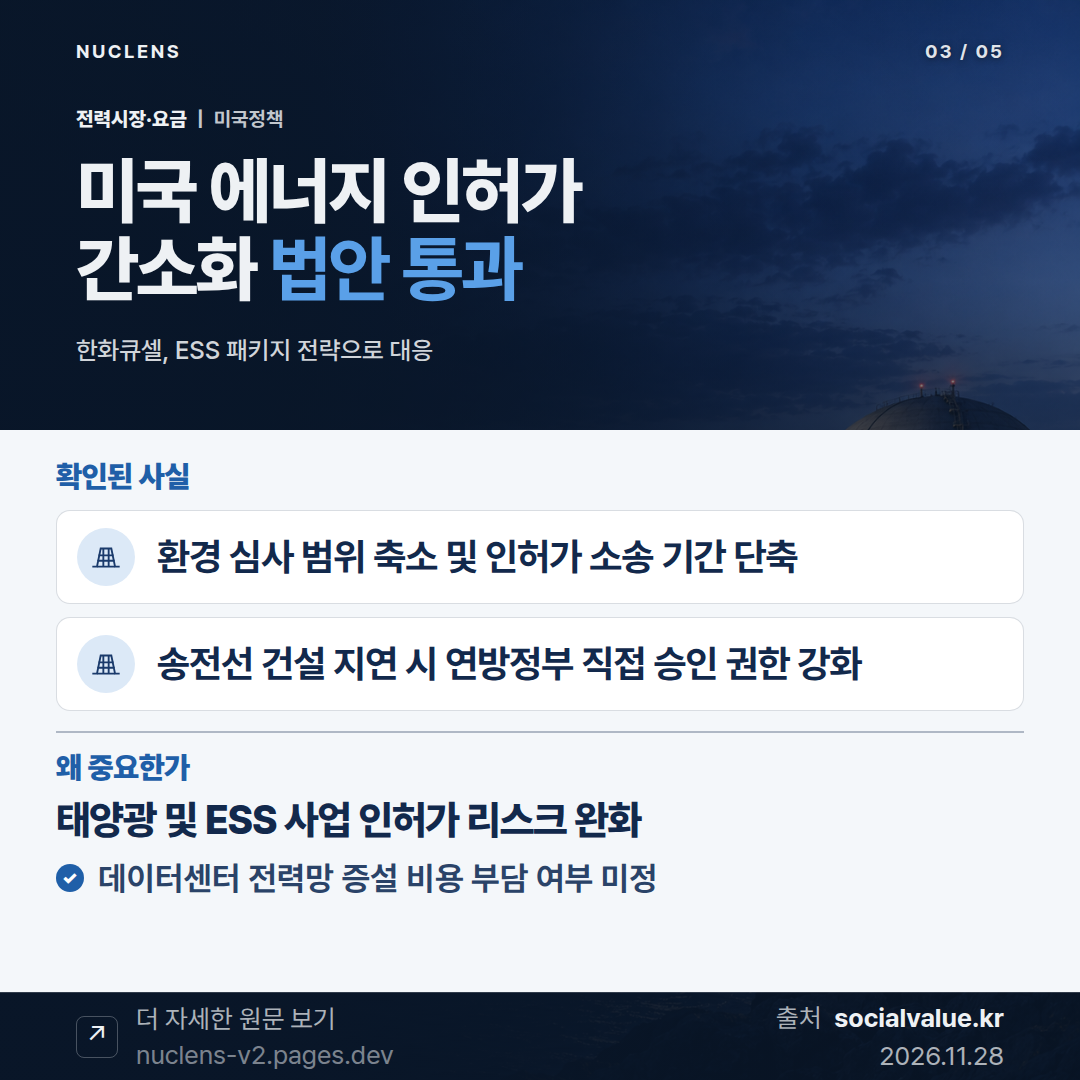 NUCLENS
03 / 05
전력시장·요금 | 미국정책
미국 에너지 인허가
간소화 법안 통과
한화큐셀, ESS 패키지 전략으로 대응
확인된 사실
환경 심사 범위 축소 및 인허가 소송 기간 단축
송전선 건설 지연 시 연방정부 직접 승인 권한 강화
왜 중요한가
태양광 및 ESS 사업 인허가 리스크 완화
데이터센터 전력망 증설 비용 부담 여부 미정
더 자세한 원문 보기
nuclens-v2.pages.dev
출처 socialvalue.kr
2026.11.28